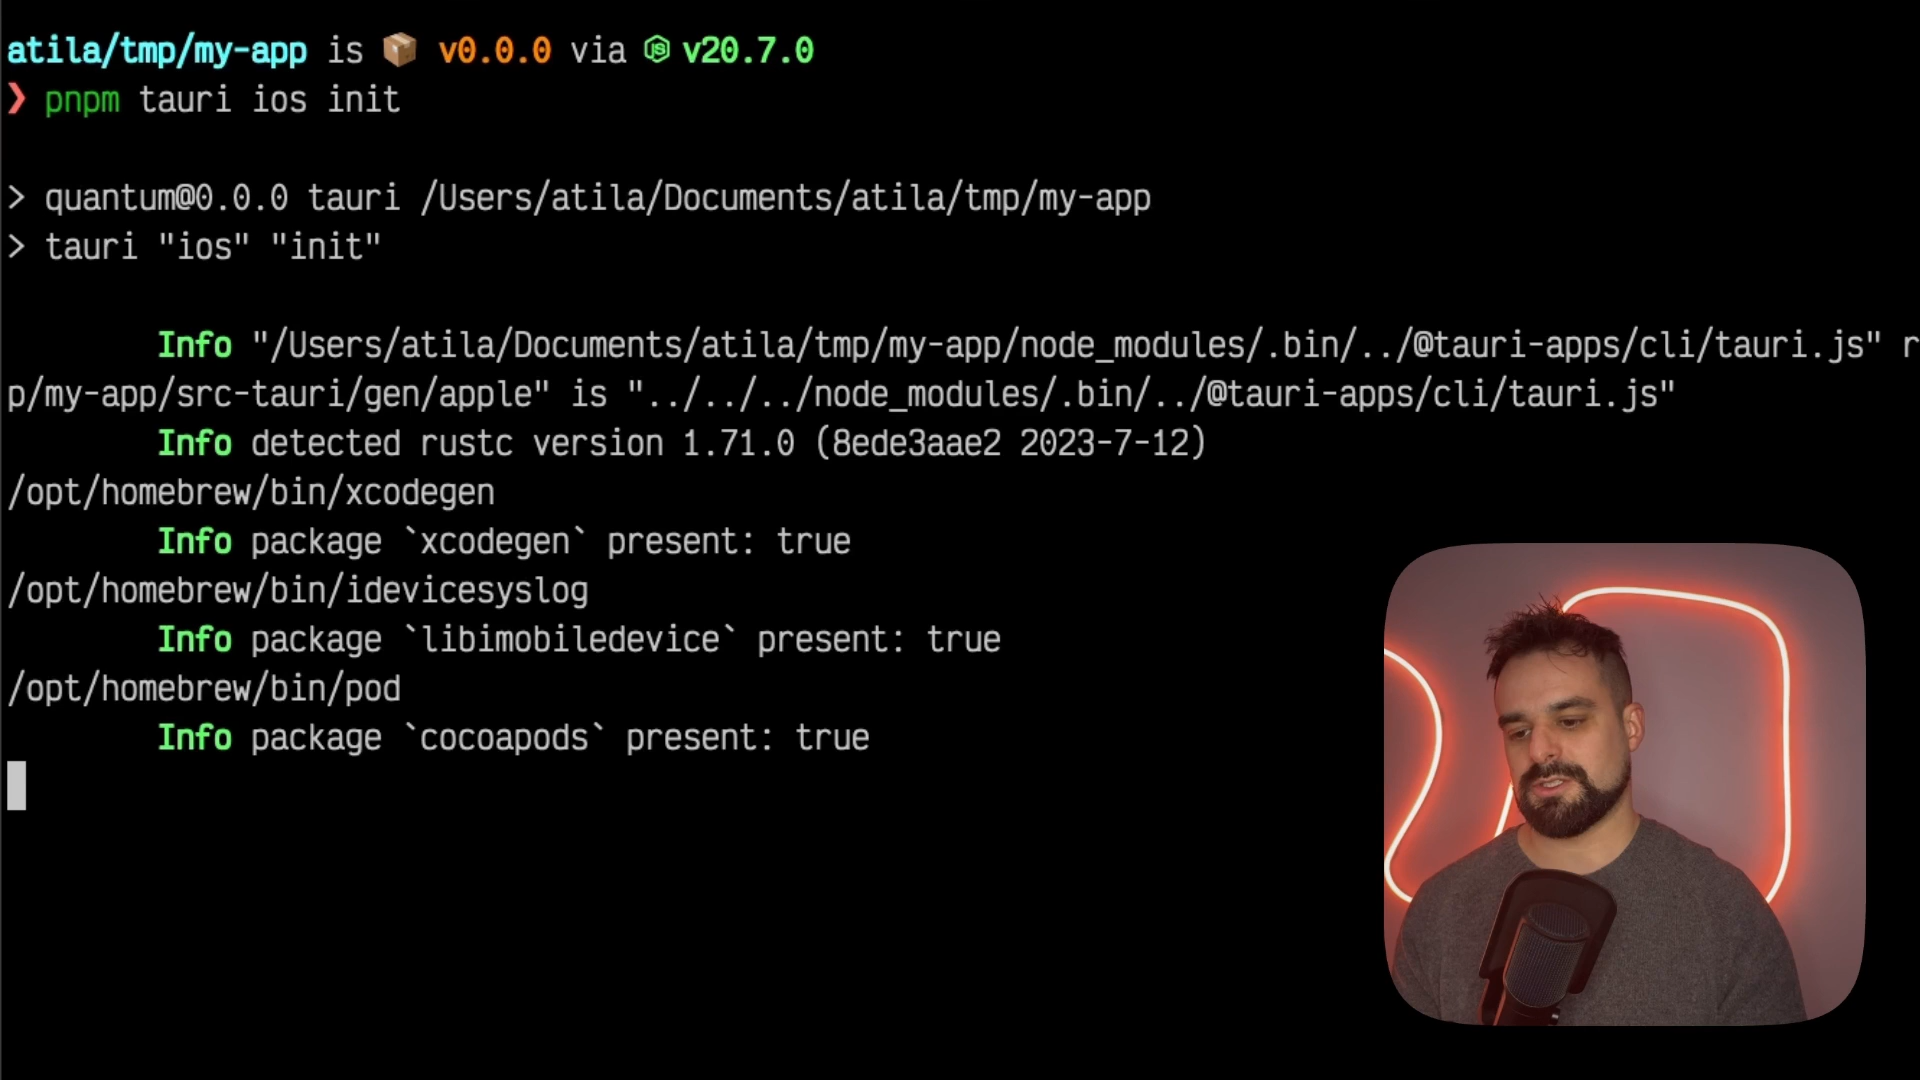 atila/tmp/my-app is 📦 v0.0.0 via JS v20.7.0
❯ pnpm tauri ios init
> quantum@0.0.0 tauri /Users/atila/Documents/atila/tmp/my-app
> tauri "ios" "init"
Info "/Users/atila/Documents/atila/tmp/my-app/node_modules/.bin/../@tauri-apps/cli/tauri.js" r
p/my-app/src-tauri/gen/apple" is "../../../node_modules/.bin/../@tauri-apps/cli/tauri.js"
Info detected rustc version 1.71.0 (8ede3aae2 2023-7-12)
/opt/homebrew/bin/xcodegen
Info package `xcodegen` present: true
/opt/homebrew/bin/idevicesyslog
Info package `libimobiledevice` present: true
/opt/homebrew/bin/pod
Info package `cocoapods` present: true